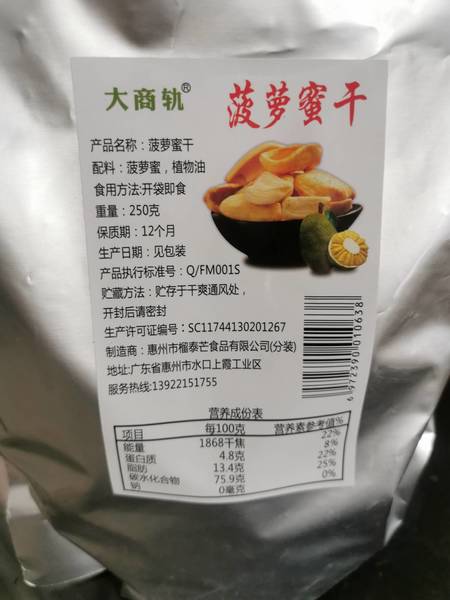 大商轨®
菠萝蜜干
产品名称：菠萝蜜干
配料：菠萝蜜，植物油
食用方法:开袋即食
重量：250克
保质期：12个月
生产日期：见包装
产品执行标准号：Q/FM001S
贮藏方法：贮存于干爽通风处，
开封后请密封
生产许可证编号：SC11744130201267
制造商：惠州市榴泰芒食品有限公司(分装)
地址:广东省惠州市水口上霞工业区
服务热线:13922151755
6972390010638
营养成份表
项目 每100克 营养素参考值%
能量 1868千焦 22%
蛋白质 4.8克 8%
脂肪 13.4克 22%
碳水化合物 75.9克 25%
钠 0毫克 0%